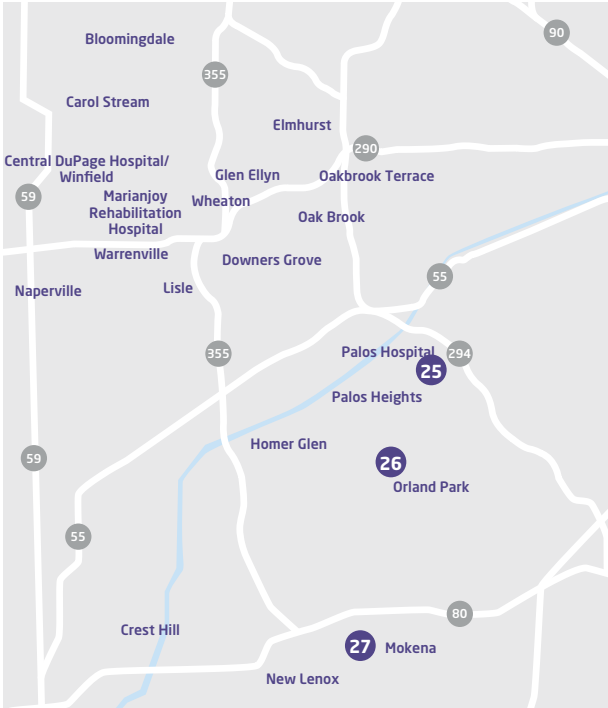 90
Bloomingdale
355
Carol Stream
Elmhurst
290
Central DuPage Hospital/
Winfield
Glen Ellyn
Oakbrook Terrace
59
Marianjoy
Rehabilitation
Hospital
Wheaton
Oak Brook
Warrenville
Downers Grove
55
Naperville
Lisle
355
Palos Hospital
294
25
Palos Heights
Homer Glen
59
26
Orland Park
55
80
Crest Hill
27
Mokena
New Lenox